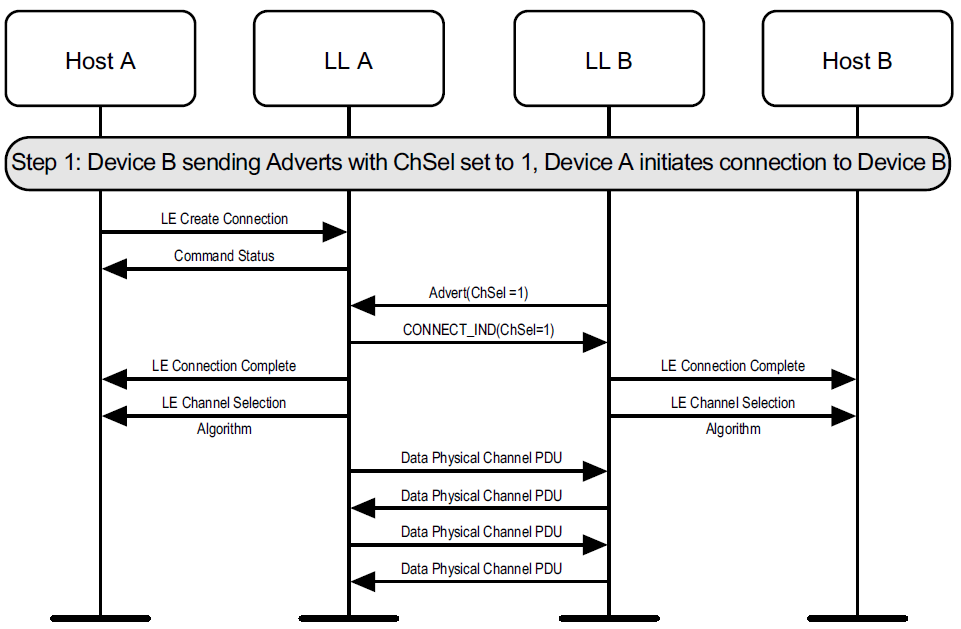 Host A
LL A
LL B
Host B
Step 1: Device B sending Adverts with ChSel set to 1, Device A initiates connection to Device B
LE Create Connection
Command Status
Advert(ChSel =1)
CONNECT_IND(ChSel=1)
LE Connection Complete
LE Connection Complete
LE Channel Selection
Algorithm
LE Channel Selection
Algorithm
Data Physical Channel PDU
Data Physical Channel PDU
Data Physical Channel PDU
Data Physical Channel PDU